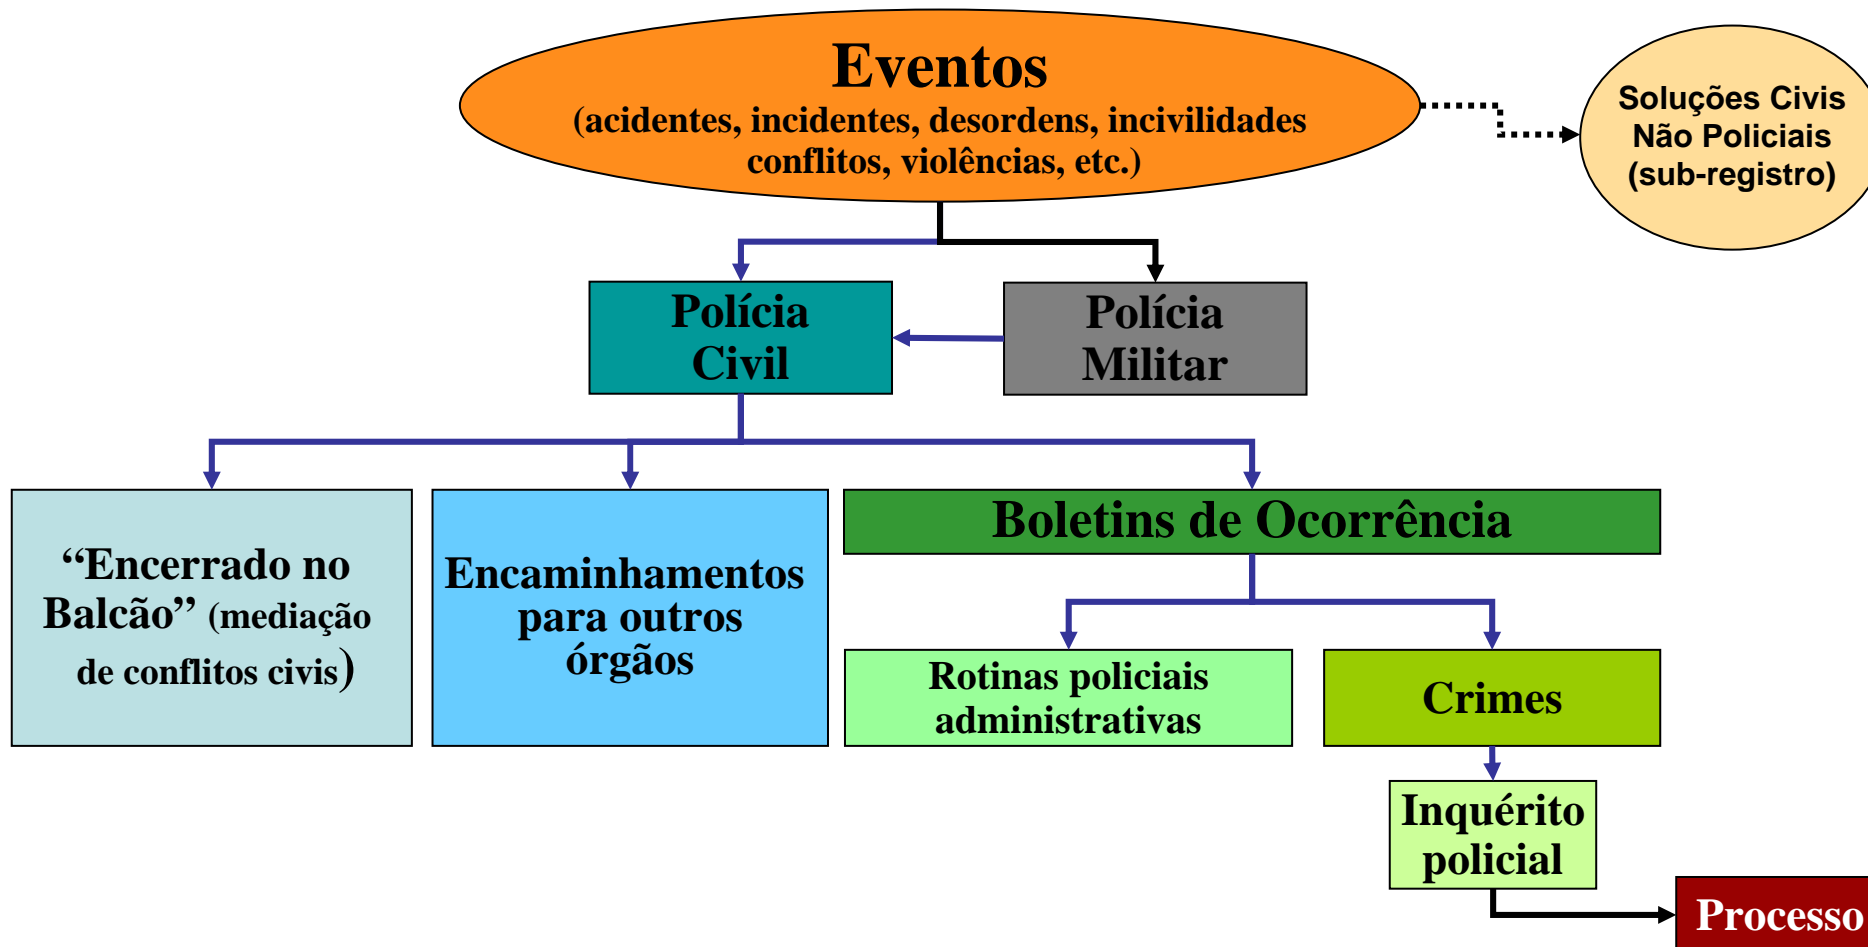 Eventos
(acidentes, incidentes, desordens, incivilidades
conflitos, violências, etc.)
Soluções Civis
Não Policiais
(sub-registro)
Polícia
Civil
Polícia
Militar
“Encerrado no
Balcão” (mediação
de conflitos civis)
Encaminhamentos
para outros
órgãos
Boletins de Ocorrência
Rotinas policiais
administrativas
Crimes
Inquérito
policial
Processo